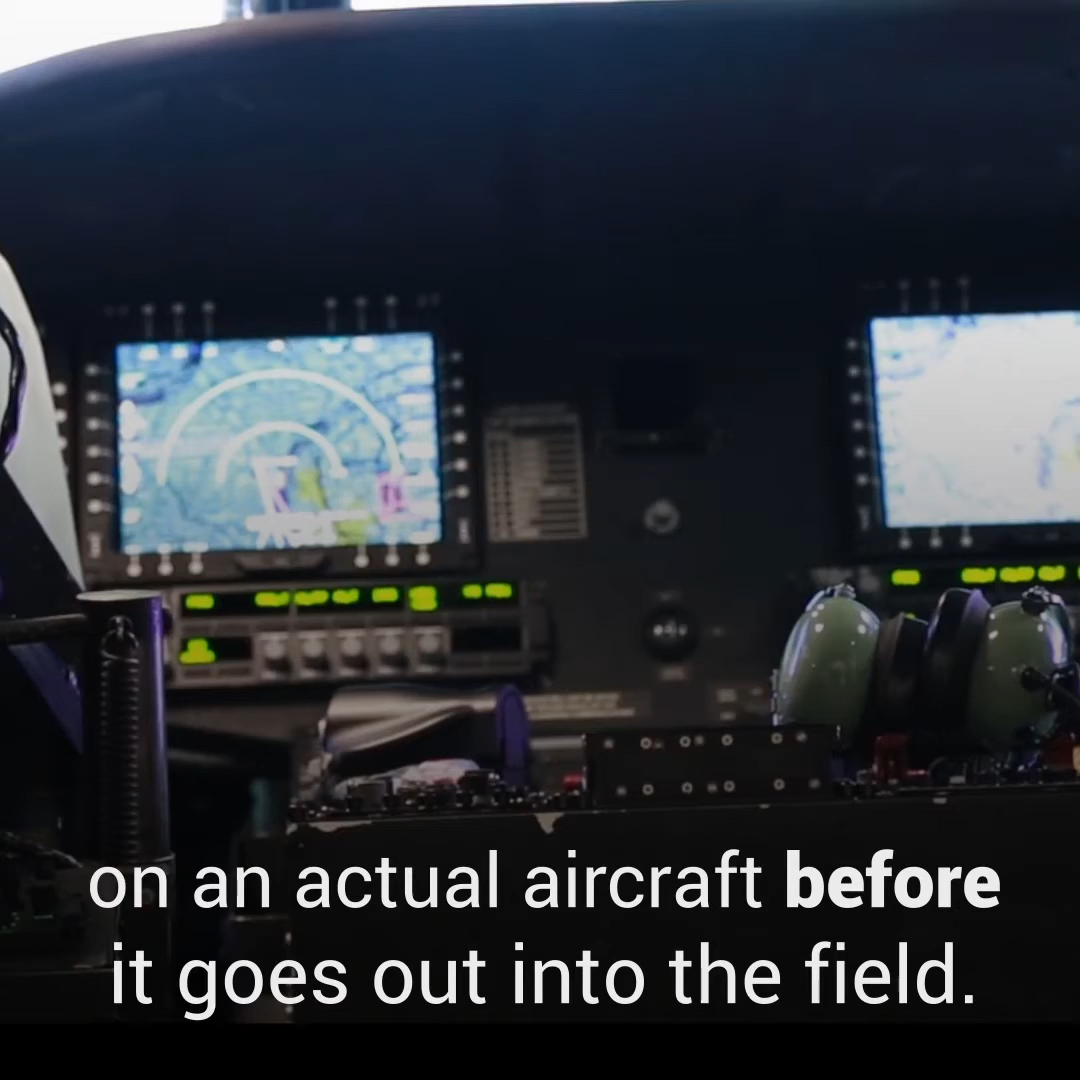 on an actual aircraft before
it goes out into the field.